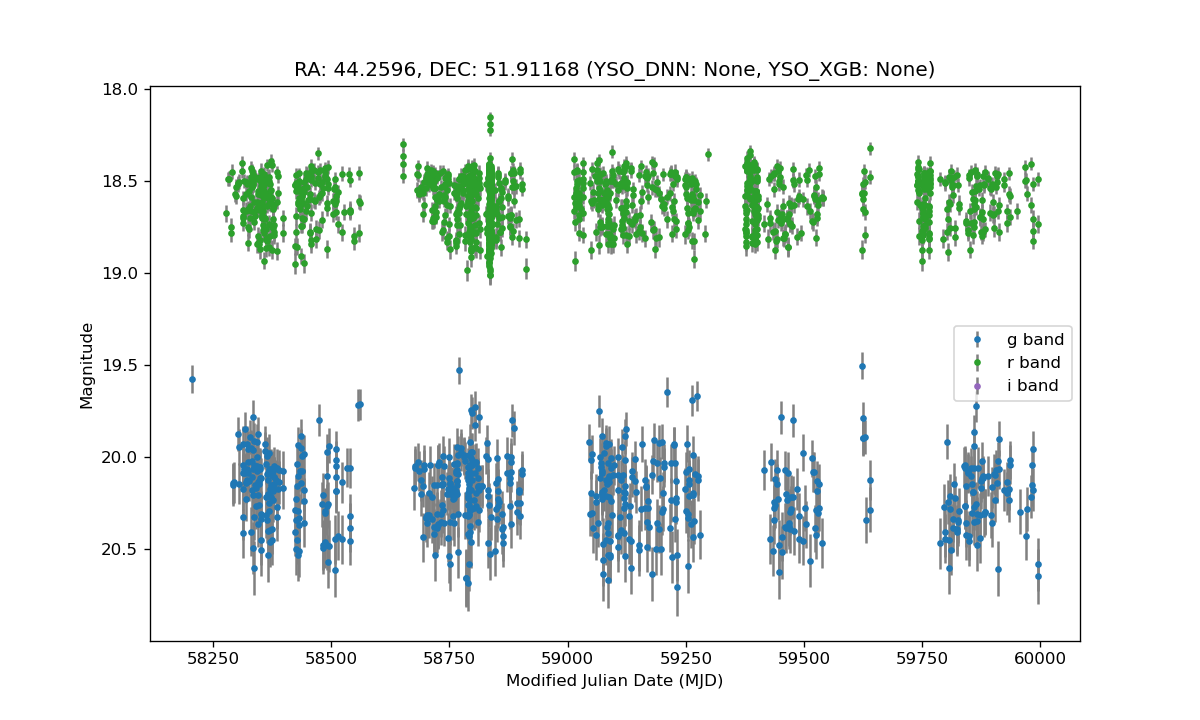 RA: 44.2596, DEC: 51.91168 (YSO_DNN: None, YSO_XGB: None)
18.0
18.5
19.0
19.5
20.0
20.5
Magnitude
g band
r band
i band
58250
58500
58750
59000
59250
59500
59750
60000
Modified Julian Date (MJD)